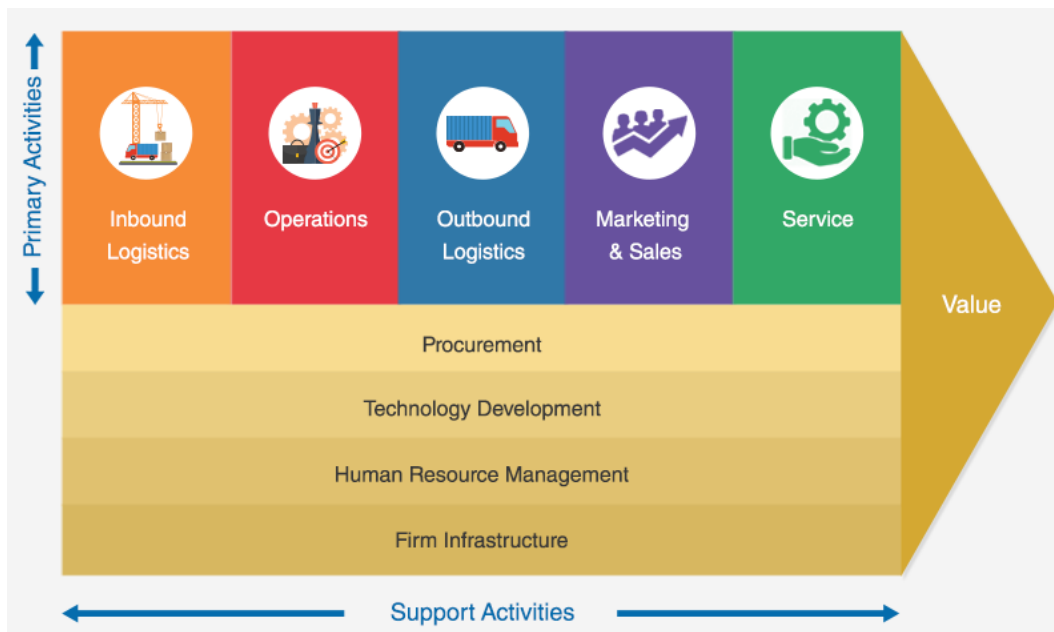 Primary Activities
Inbound
Logistics
Operations
Outbound
Logistics
Marketing
& Sales
Service
Value
Procurement
Technology Development
Human Resource Management
Firm Infrastructure
Support Activities